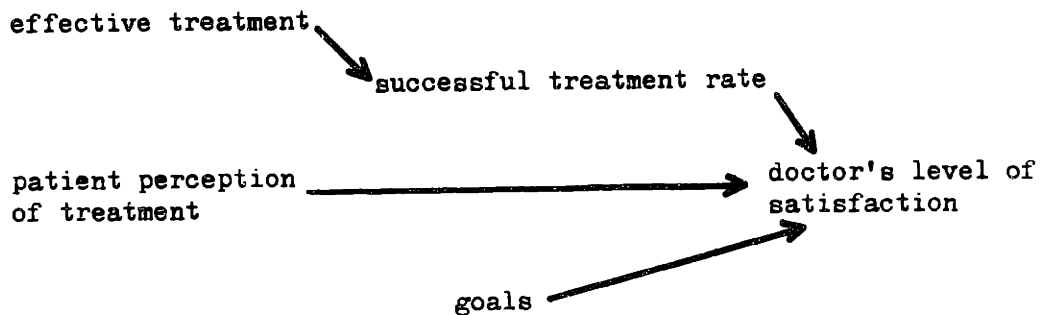 effective treatment
successful treatment rate
patient perception
of treatment
doctor's level of
satisfaction
goals